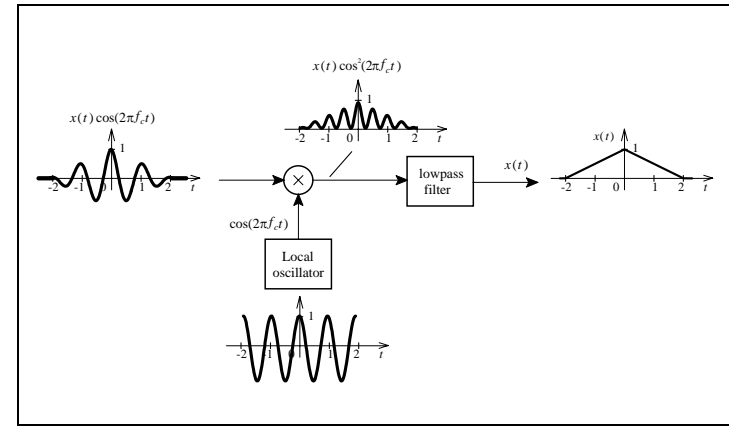 x(t) cos²(2πf_c t)
1
-2 -1 0 1 2 t
x(t) cos(2πf_c t)
1
-2 -1 0 1 2 t
×
lowpass
filter
x(t)
x(t)
1
-2 -1 0 1 2 t
cos(2πf_c t)
Local
oscillator
1
-2 -1 0 1 2 t